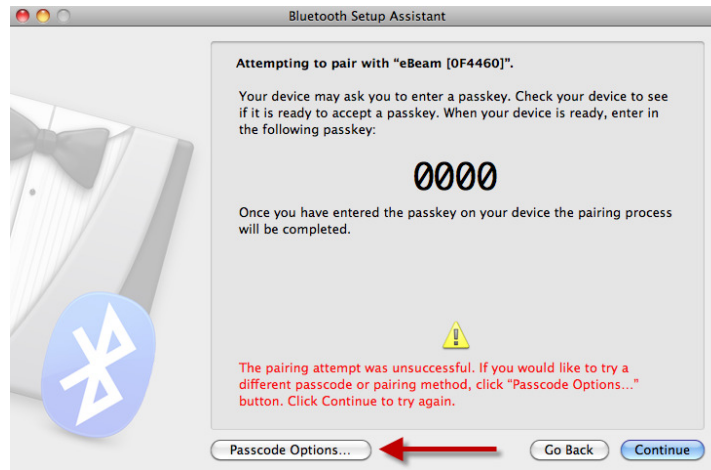 Bluetooth Setup Assistant
Attempting to pair with “eBeam [0F4460]”.
Your device may ask you to enter a passkey. Check your device to see
if it is ready to accept a passkey. When your device is ready, enter in
the following passkey:
0000
Once you have entered the passkey on your device the pairing process
will be completed.
The pairing attempt was unsuccessful. If you would like to try a
different passcode or pairing method, click “Passcode Options...”
button. Click Continue to try again.
Passcode Options... Go Back Continue